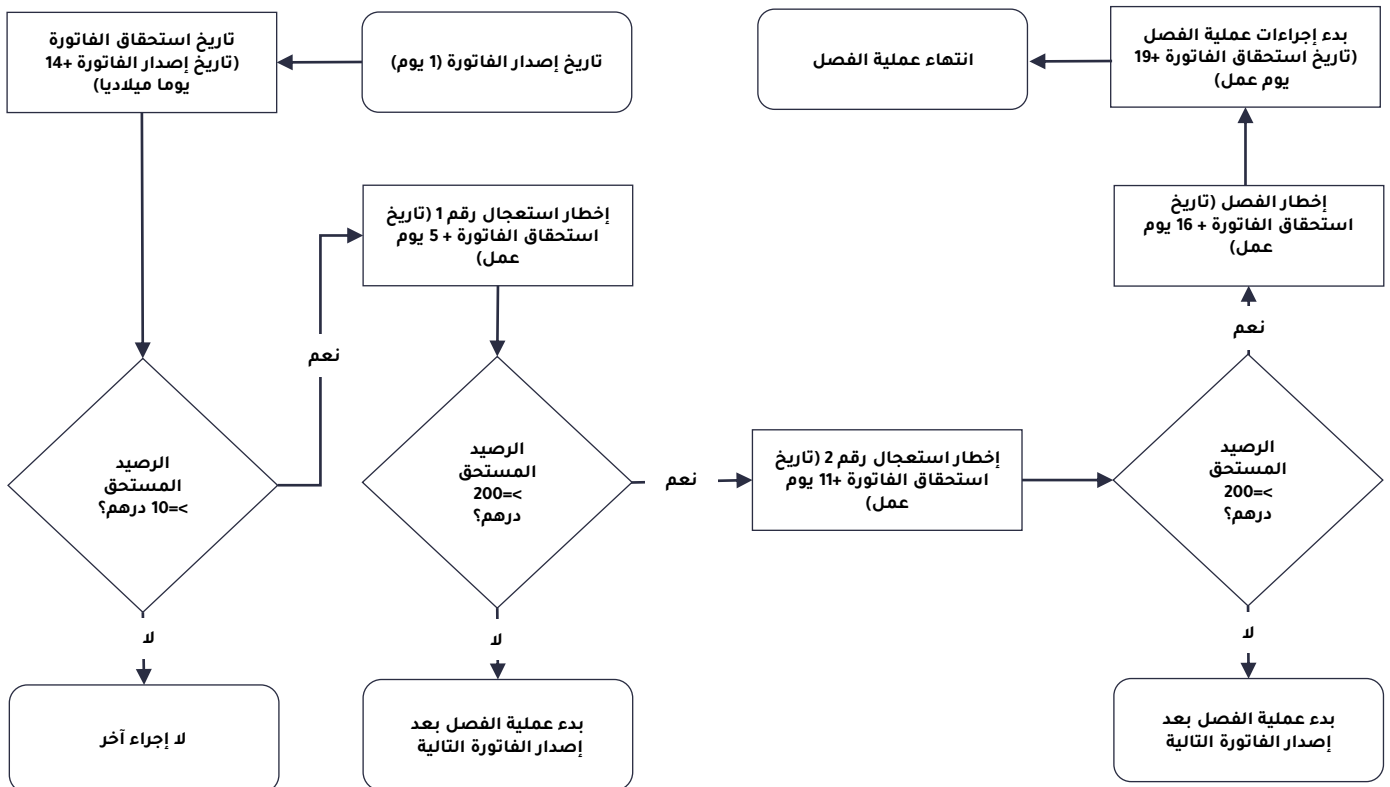 تاريخ إصدار الفاتورة (1 يوم)
تاريخ استحقاق الفاتورة
(تاريخ إصدار الفاتورة +14
يوما ميلاديا)
الرصيد
المستحق
>=10 درهم؟
لا
لا إجراء آخر
نعم
إخطار استعجال رقم 1 (تاريخ
استحقاق الفاتورة + 5 يوم
عمل)
الرصيد
المستحق
>=200
درهم؟
لا
بدء عملية الفصل بعد
إصدار الفاتورة التالية
نعم
إخطار استعجال رقم 2 (تاريخ
استحقاق الفاتورة +11 يوم
عمل)
الرصيد
المستحق
>=200
درهم؟
لا
بدء عملية الفصل بعد
إصدار الفاتورة التالية
نعم
إخطار الفصل (تاريخ
استحقاق الفاتورة + 16 يوم
عمل)
بدء إجراءات عملية الفصل
(تاريخ استحقاق الفاتورة +19
يوم عمل)
انتهاء عملية الفصل